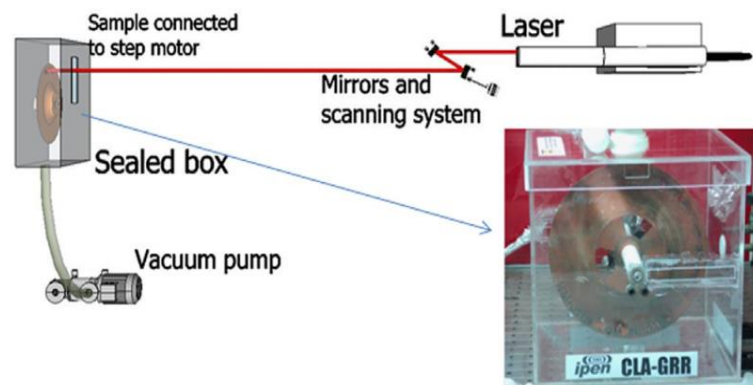 Sample connected
to step motor
Laser
Mirrors and
scanning system
Sealed box
Vacuum pump
ipen CLA-GRR